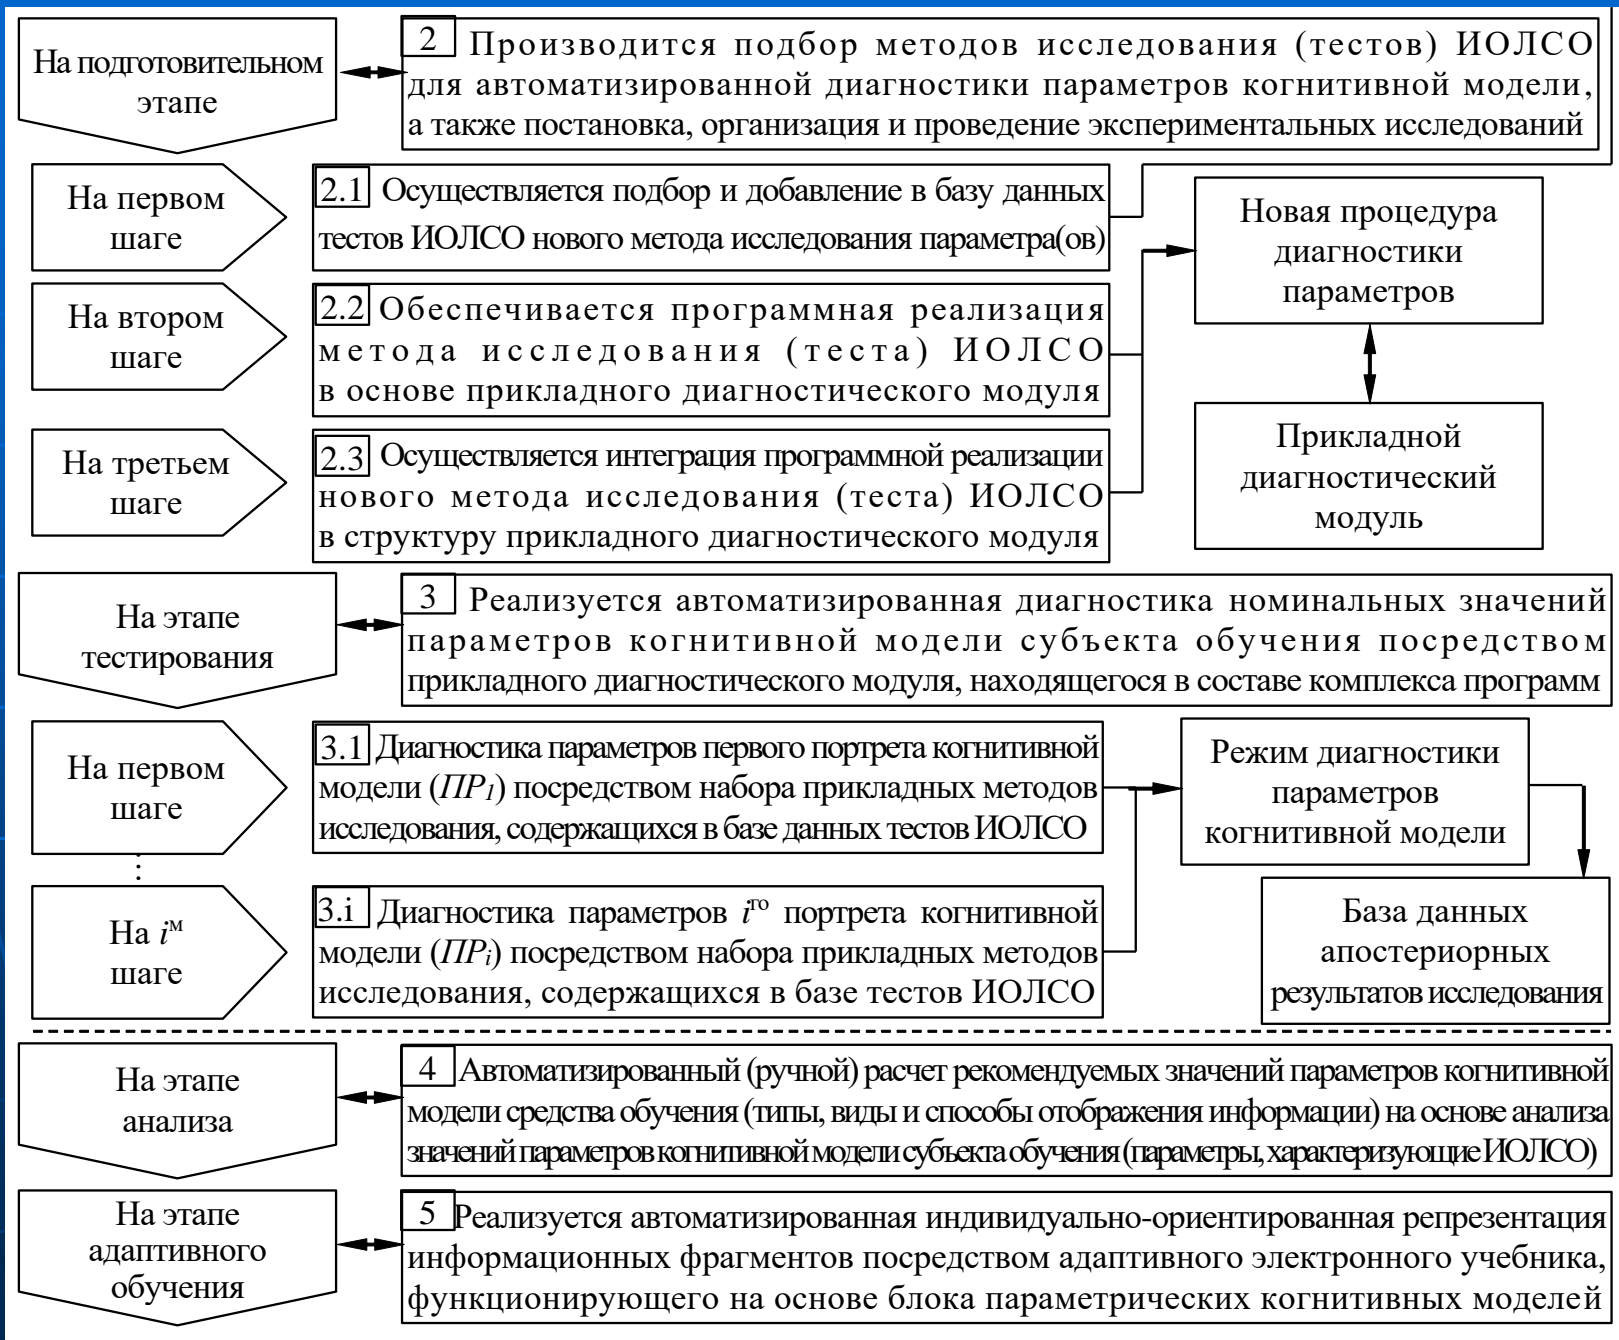 На подготовительном
этапе
2 Производится подбор методов исследования (тестов) ИОЛСО
для автоматизированной диагностики параметров когнитивной модели,
а также постановка, организация и проведение экспериментальных исследований
На первом
шаге
2.1 Осуществляется подбор и добавление в базу данных
тестов ИОЛСО нового метода исследования параметра(ов)
Новая процедура
диагностики
параметров
На втором
шаге
2.2 Обеспечивается программная реализация
метода исследования (теста) ИОЛСО
в основе прикладного диагностического модуля
Прикладной
диагностический
модуль
На третьем
шаге
2.3 Осуществляется интеграция программной реализации
нового метода исследования (теста) ИОЛСО
в структуру прикладного диагностического модуля
На этапе
тестирования
3 Реализуется автоматизированная диагностика номинальных значений
параметров когнитивной модели субъекта обучения посредством
прикладного диагностического модуля, находящегося в составе комплекса программ
На первом
шаге
3.1 Диагностика параметров первого портрета когнитивной
модели (ПР1) посредством набора прикладных методов
исследования, содержащихся в базе данных тестов ИОЛСО
Режим диагностики
параметров
когнитивной модели
...
На iм
шаге
3.i Диагностика параметров iго портрета когнитивной
модели (ПРi) посредством набора прикладных методов
исследования, содержащихся в базе тестов ИОЛСО
База данных
апостериорных
результатов исследования
На этапе
анализа
4 Автоматизированный (ручной) расчет рекомендуемых значений параметров когнитивной
модели средства обучения (типы, виды и способы отображения информации) на основе анализа
значений параметров когнитивной модели субъекта обучения (параметры, характеризующие ИОЛСО)
На этапе
адаптивного
обучения
5 Реализуется автоматизированная индивидуально-ориентированная репрезентация
информационных фрагментов посредством адаптивного электронного учебника,
функционирующего на основе блока параметрических когнитивных моделей